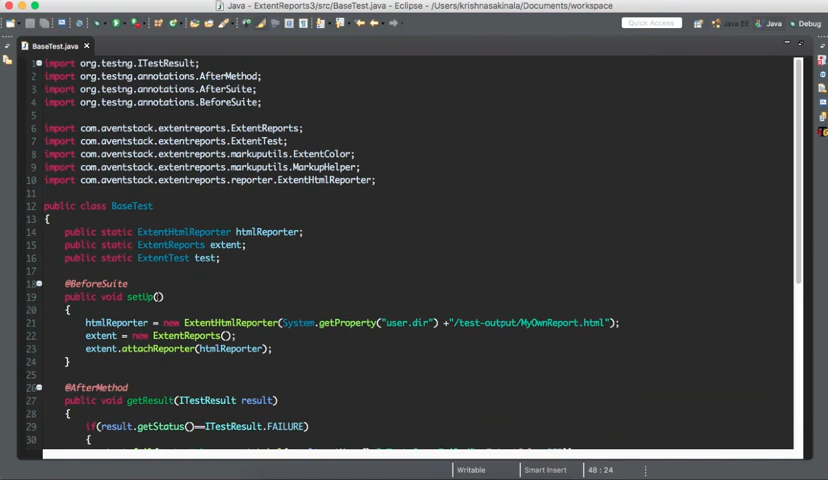 Java - ExtentReports3/src/BaseTest.java - Eclipse - /Users/krishnasakinala/Documents/workspace
Quick Access
Java EE
Java
Debug
BaseTest.java
1 import org.testng.ITestResult;
2 import org.testng.annotations.AfterMethod;
3 import org.testng.annotations.AfterSuite;
4 import org.testng.annotations.BeforeSuite;
5
6 import com.aventstack.extentreports.ExtentReports;
7 import com.aventstack.extentreports.ExtentTest;
8 import com.aventstack.extentreports.markuputils.ExtentColor;
9 import com.aventstack.extentreports.markuputils.MarkupHelper;
10 import com.aventstack.extentreports.reporter.ExtentHtmlReporter;
11
12 public class BaseTest
13 {
14 public static ExtentHtmlReporter htmlReporter;
15 public static ExtentReports extent;
16 public static ExtentTest test;
17
18 @BeforeSuite
19 public void setUp()
20 {
21 htmlReporter = new ExtentHtmlReporter(System.getProperty("user.dir") +"/test-output/MyOwnReport.html");
22 extent = new ExtentReports();
23 extent.attachReporter(htmlReporter);
24 }
25
26 @AfterMethod
27 public void getResult(ITestResult result)
28 {
29 if(result.getStatus()==ITestResult.FAILURE)
30 {
Writable
Smart Insert
48 : 24